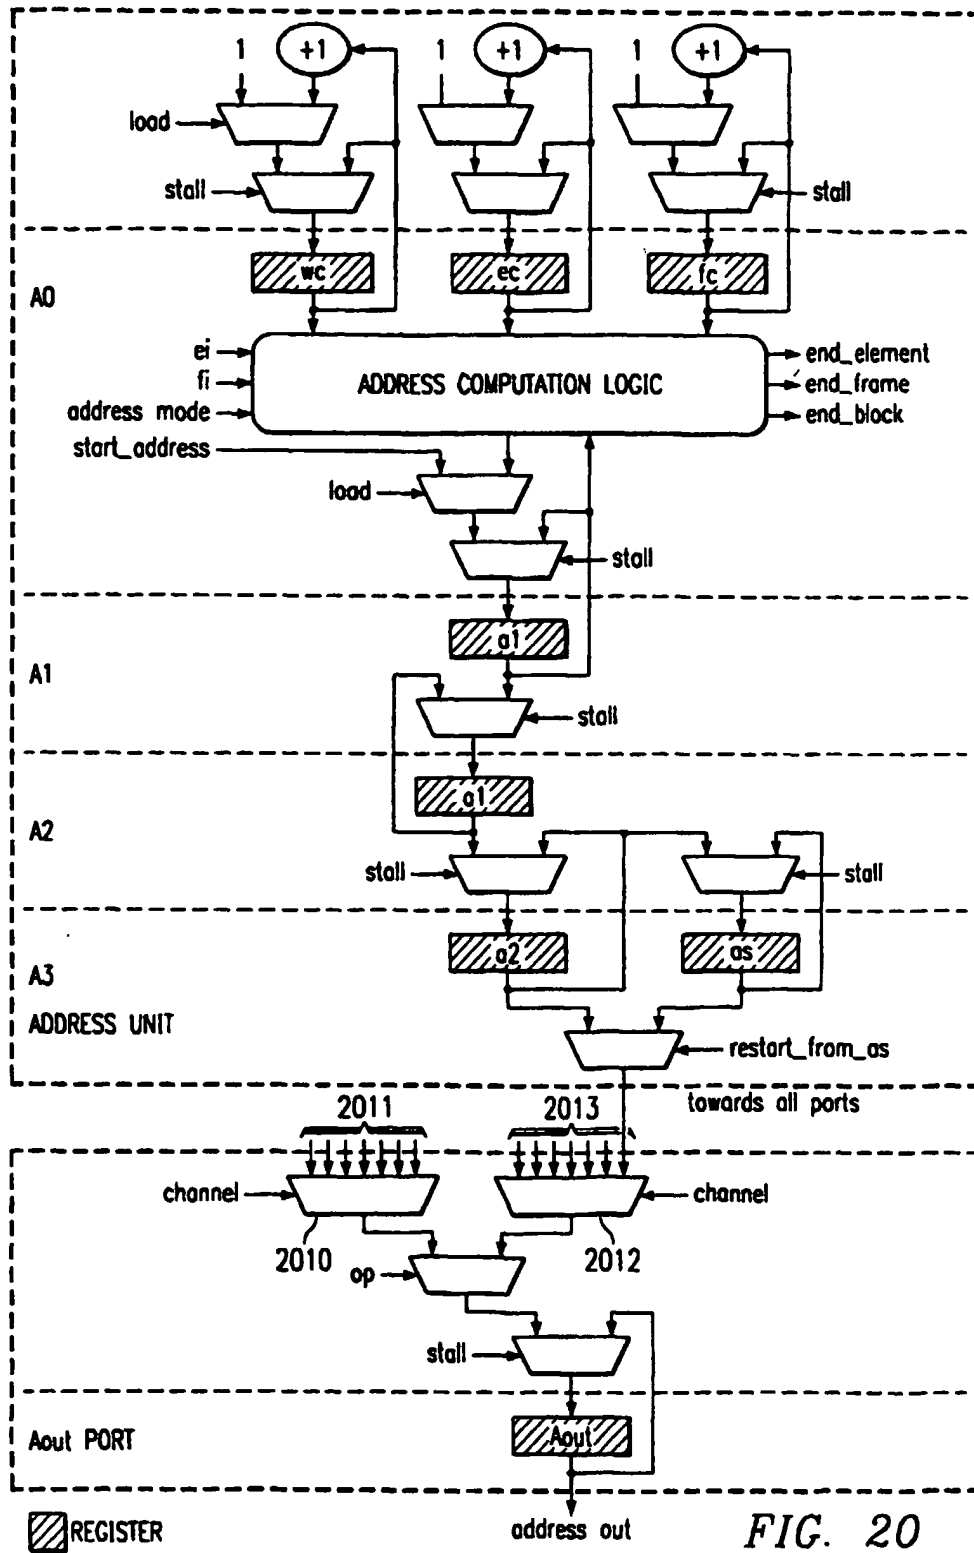 1 +1 1 +1 1 +1
load
stall stall
wc ec fc
A0
ei
fi
address mode
ADDRESS COMPUTATION LOGIC
end_element
end_frame
end_block
start_address
load
stall
a1
A1
stall
a1
A2
stall stall
a2 as
A3
ADDRESS UNIT
restart_from_as
towards all ports
2011 2013
channel channel
2010 2012
op
stall
Aout PORT
Aout
REGISTER
address out
FIG. 20